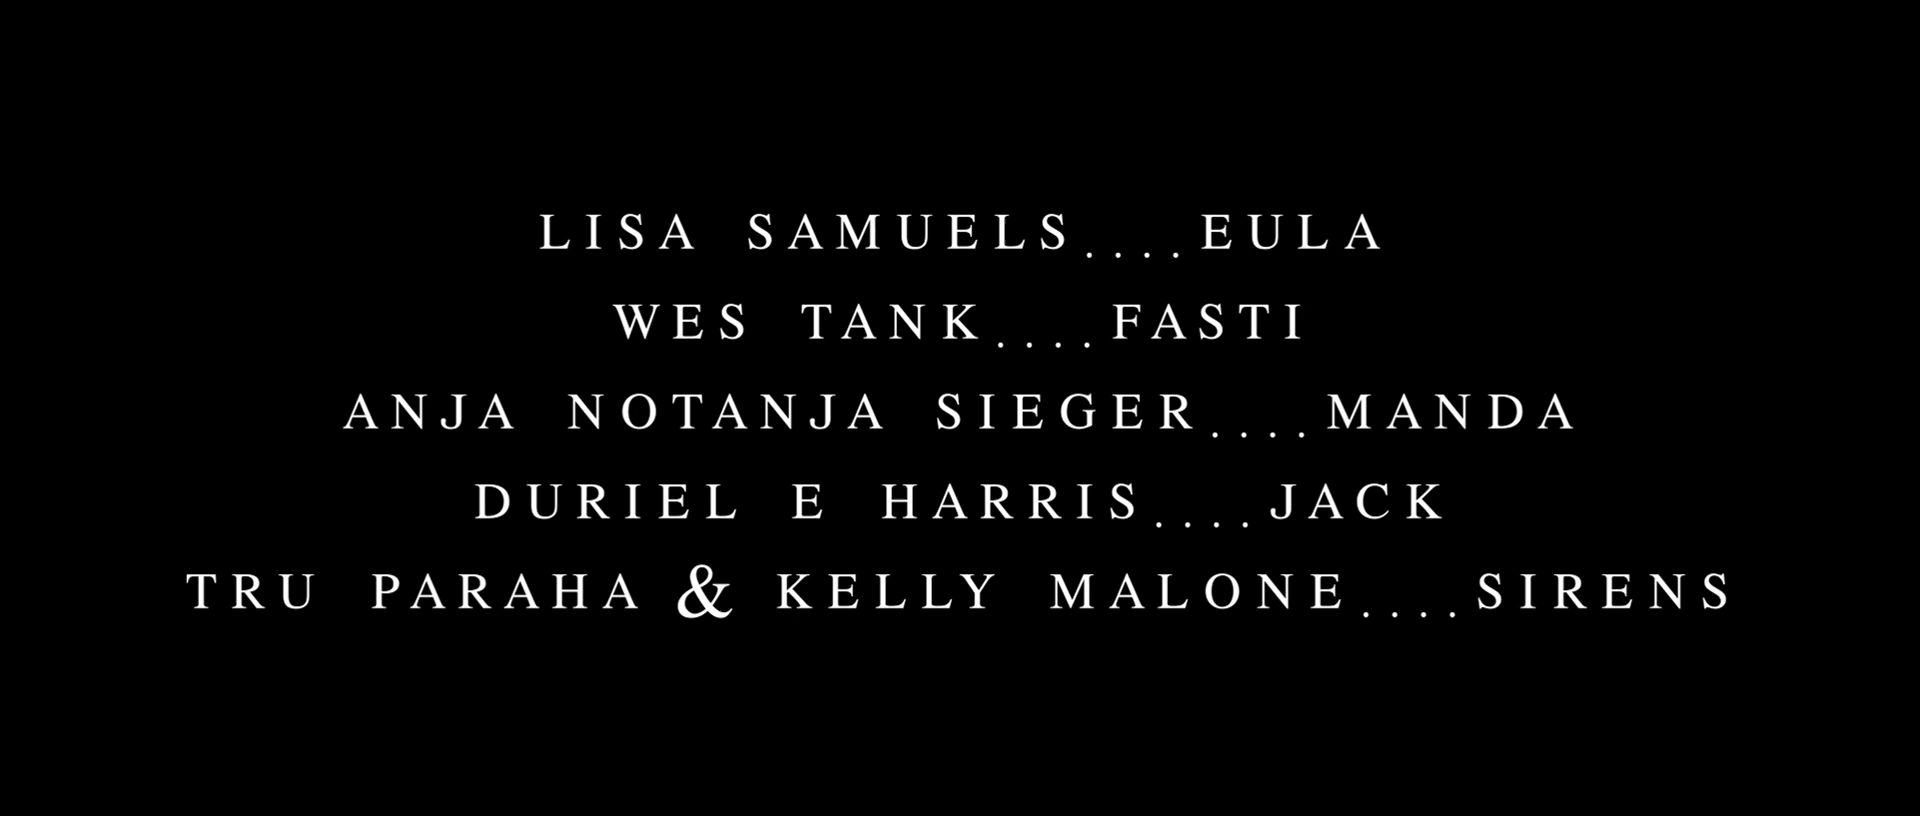 LISA SAMUELS....EULA
WES TANK....FASTI
ANJA NOTANJA SIEGER....MANDA
DURIEL E HARRIS....JACK
TRU PARAHA & KELLY MALONE....SIRENS